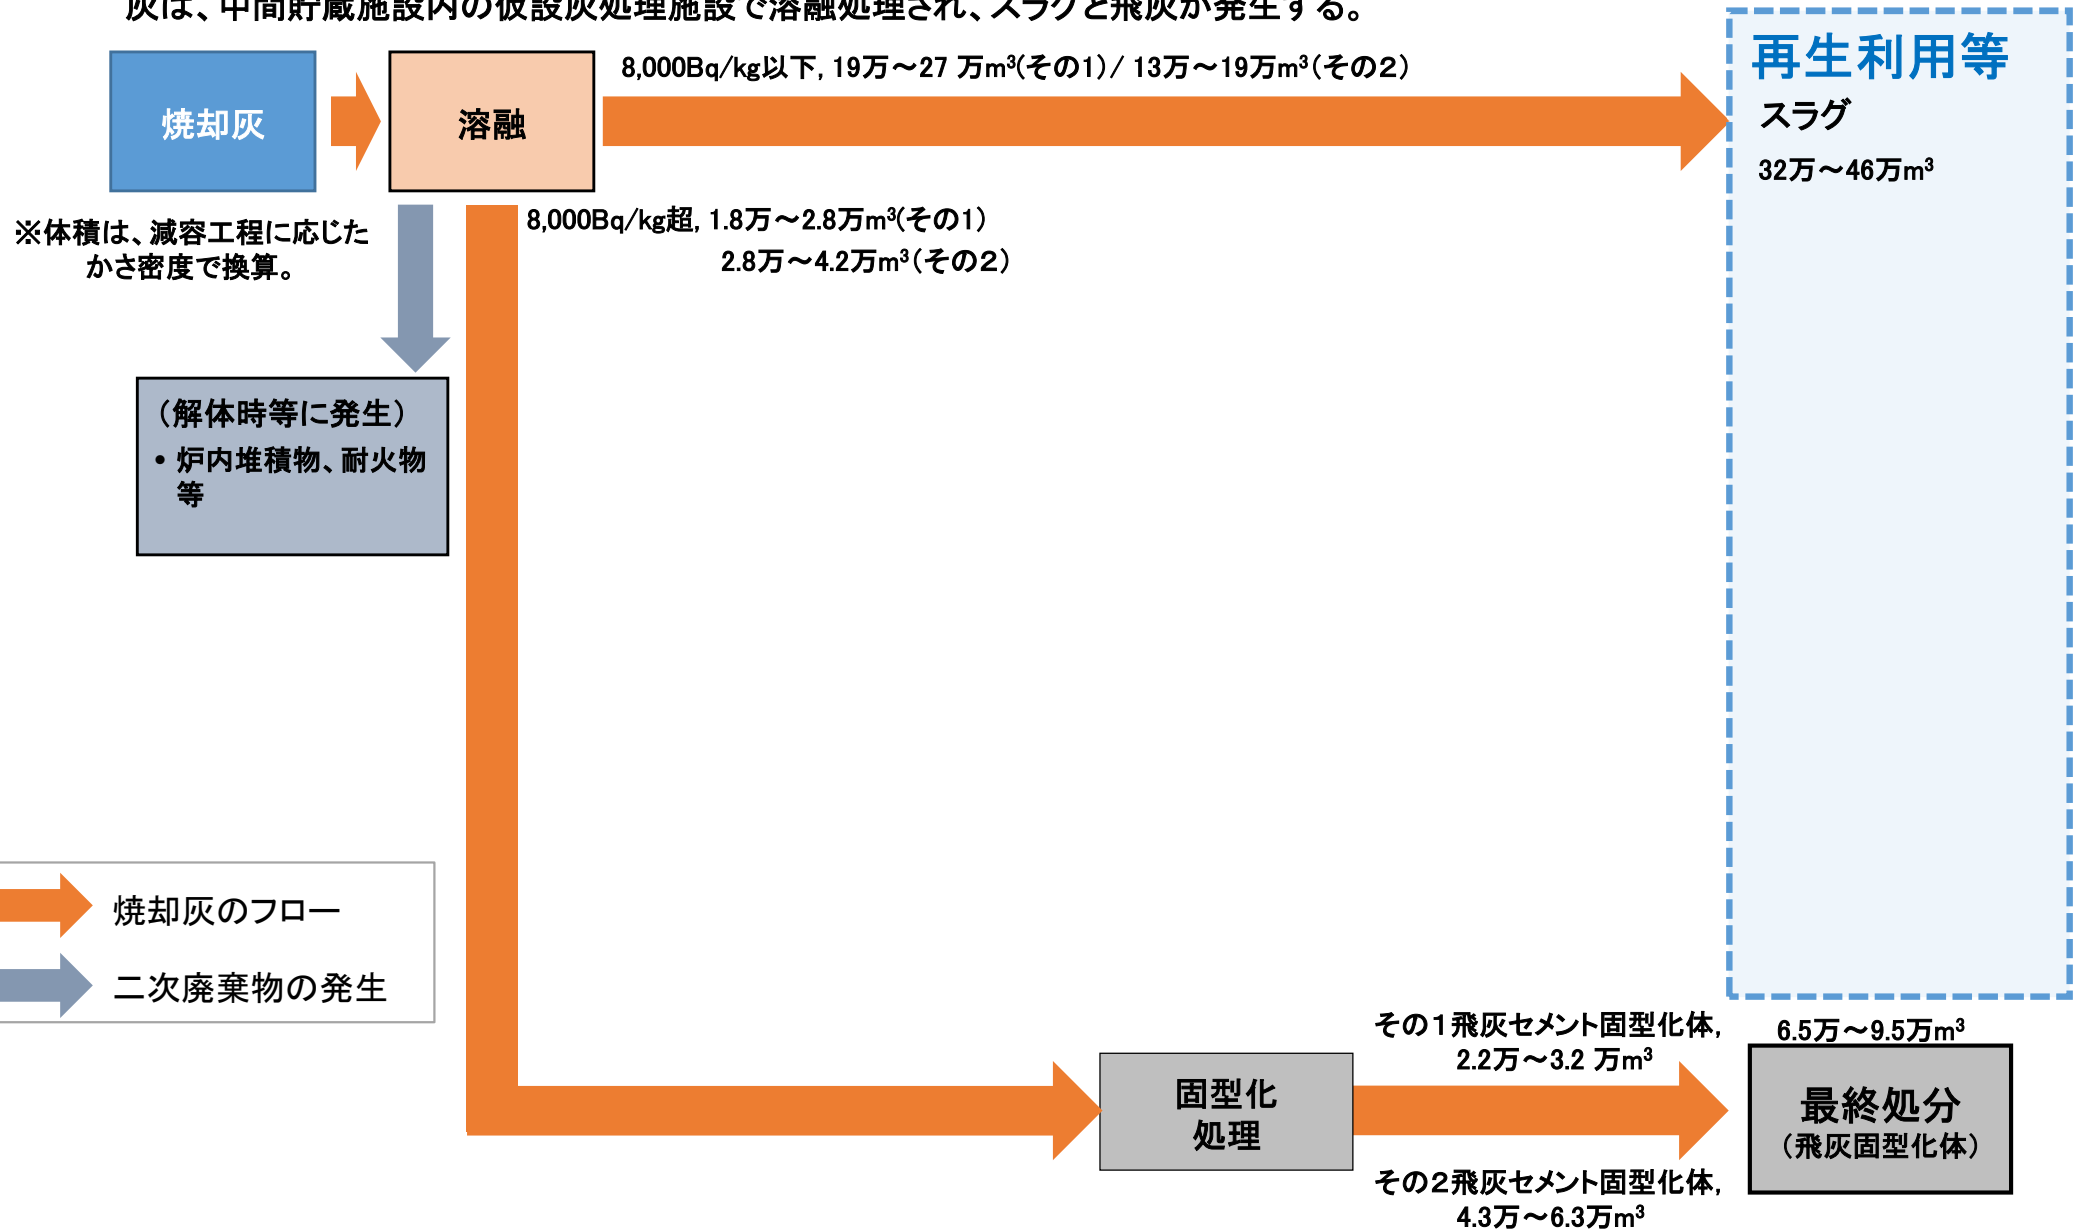 灰は、中間貯蔵施設内の仮設灰処理施設で溶融処理され、スラグと飛灰が発生する。
焼却灰
溶融
8,000Bq/kg以下, 19万～27 万m³(その1)/ 13万～19万m³(その2)
再生利用等
スラグ
32万～46万m³
※体積は、減容工程に応じた
かさ密度で換算。
8,000Bq/kg超, 1.8万～2.8万m³(その1)
2.8万～4.2万m³(その2)
(解体時等に発生)
• 炉内堆積物、耐火物
等
焼却灰のフロー
二次廃棄物の発生
その1飛灰セメント固型化体,
2.2万～3.2 万m³
6.5万～9.5万m³
固型化
処理
最終処分
(飛灰固型化体)
その2飛灰セメント固型化体,
4.3万～6.3万m³